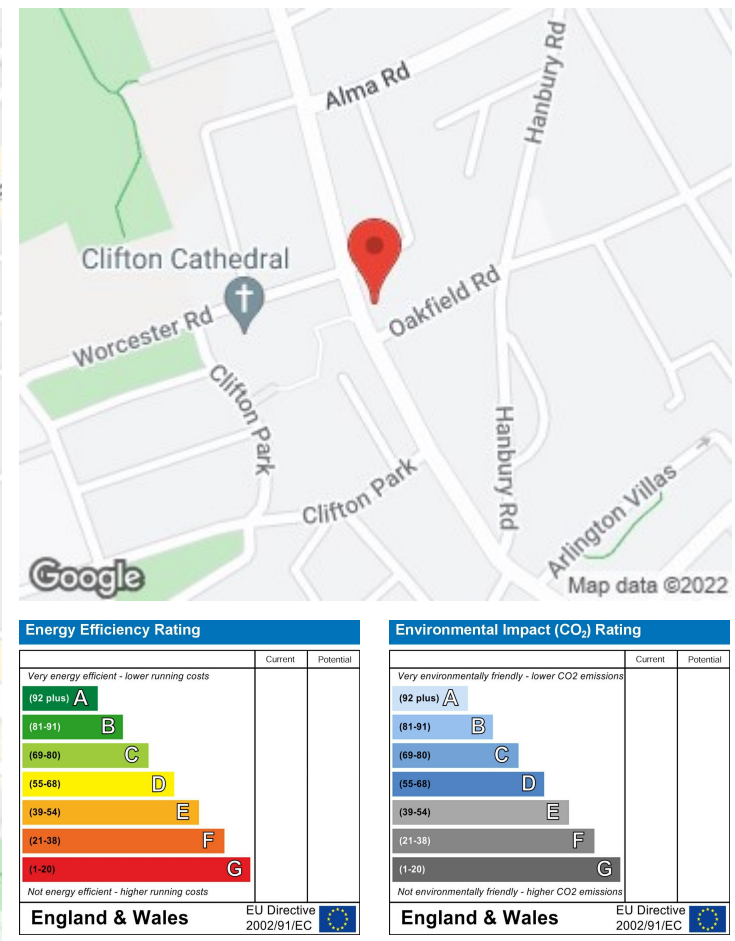 Alma Rd
Hanbury Rd
Clifton Cathedral
Oakfield Rd
Worcester Rd
Clifton Park
Hanbury Rd
Clifton Park
Arlington Villas
Google
Map data ©2022
Energy Efficiency Rating
Current Potential
Very energy efficient - lower running costs
(92 plus) A
(81-91) B
(69-80) C
(55-68) D
(39-54) E
(21-38) F
(1-20) G
Not energy efficient - higher running costs
England & Wales
EU Directive
2002/91/EC
Environmental Impact (CO₂) Rating
Current Potential
Very environmentally friendly - lower CO2 emissions
(92 plus) A
(81-91) B
(69-80) C
(55-68) D
(39-54) E
(21-38) F
(1-20) G
Not environmentally friendly - higher CO2 emissions
England & Wales
EU Directive
2002/91/EC